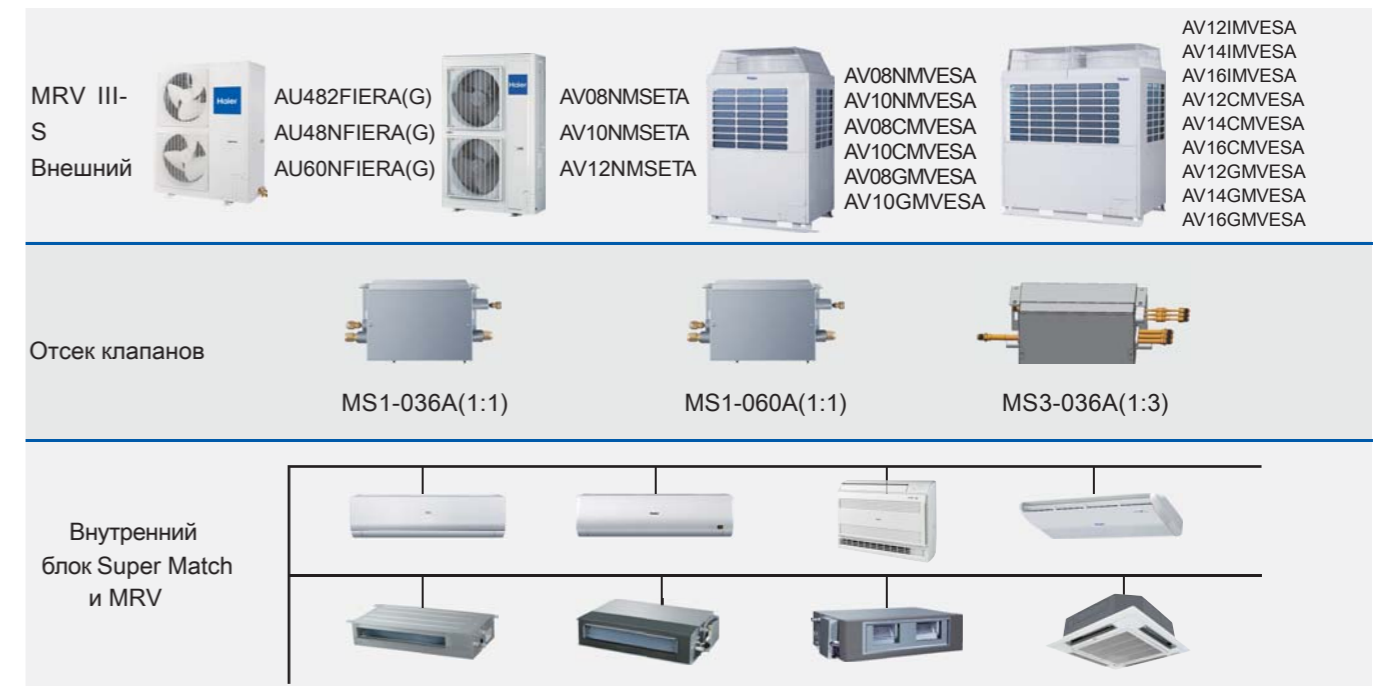 MRV III-
S
Внешний
Haier
AU482FIERA(G)
AU48NFIERA(G)
AU60NFIERA(G)
Haier
AV08NMSETA
AV10NMSETA
AV12NMSETA
AV08NMVESA
AV10NMVESA
AV08CMVESA
AV10CMVESA
AV08GMVESA
AV10GMVESA
AV12IMVESA
AV14IMVESA
AV16IMVESA
AV12CMVESA
AV14CMVESA
AV16CMVESA
AV12GMVESA
AV14GMVESA
AV16GMVESA
Отсек клапанов
MS1-036A(1:1)
MS1-060A(1:1)
MS3-036A(1:3)
Внутренний
блок Super Match
и MRV